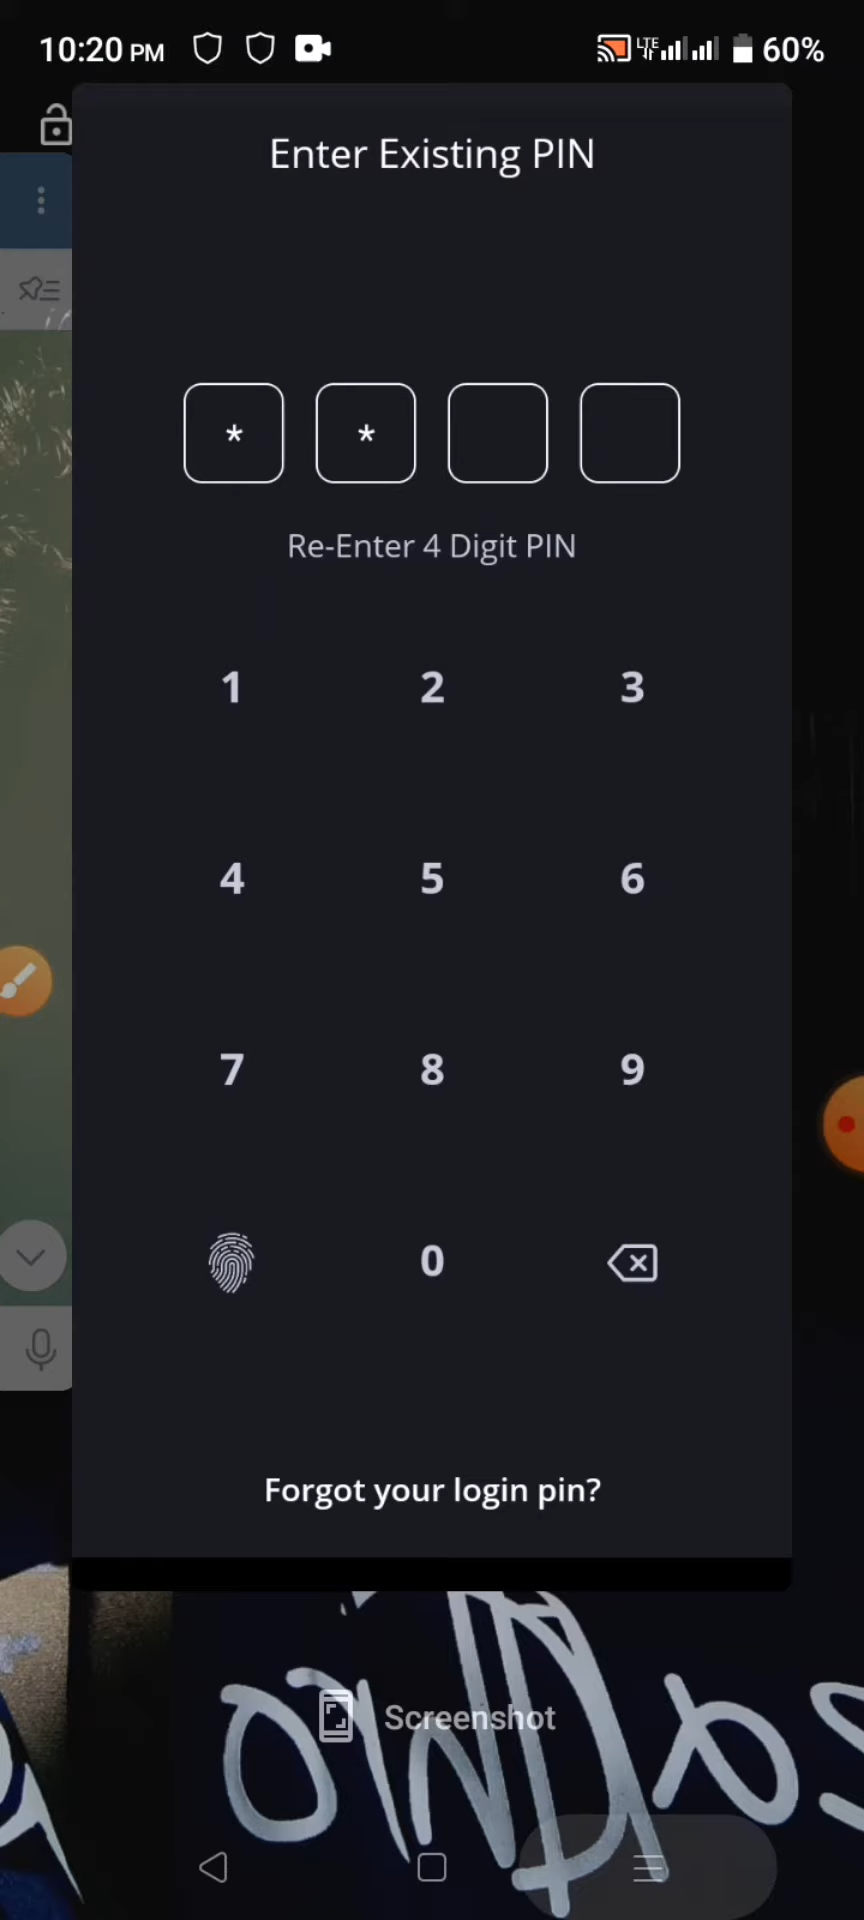 10:20 PM LTE 60%
Enter Existing PIN
* *
Re-Enter 4 Digit PIN
1 2 3
4 5 6
7 8 9
0
Forgot your login pin?
Screenshot